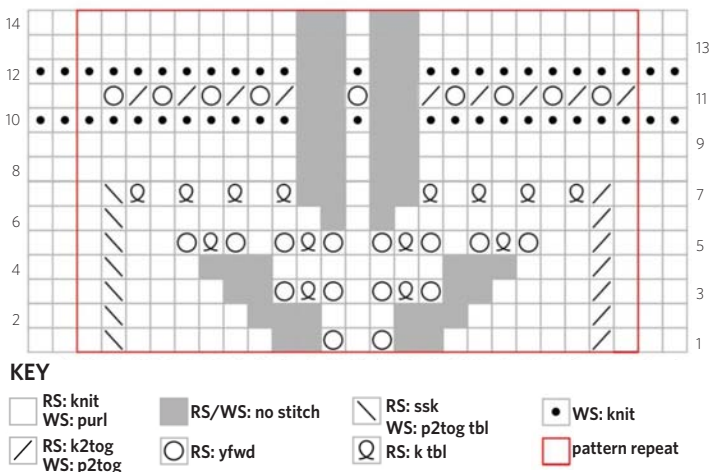 14
13
12
11
10
9
8
7
6
5
4
3
2
1
KEY
RS: knit
WS: purl
RS/WS: no stitch
RS: ssk
WS: p2tog tbl
WS: knit
RS: k2tog
WS: p2tog
RS: yfwd
RS: k tbl
pattern repeat